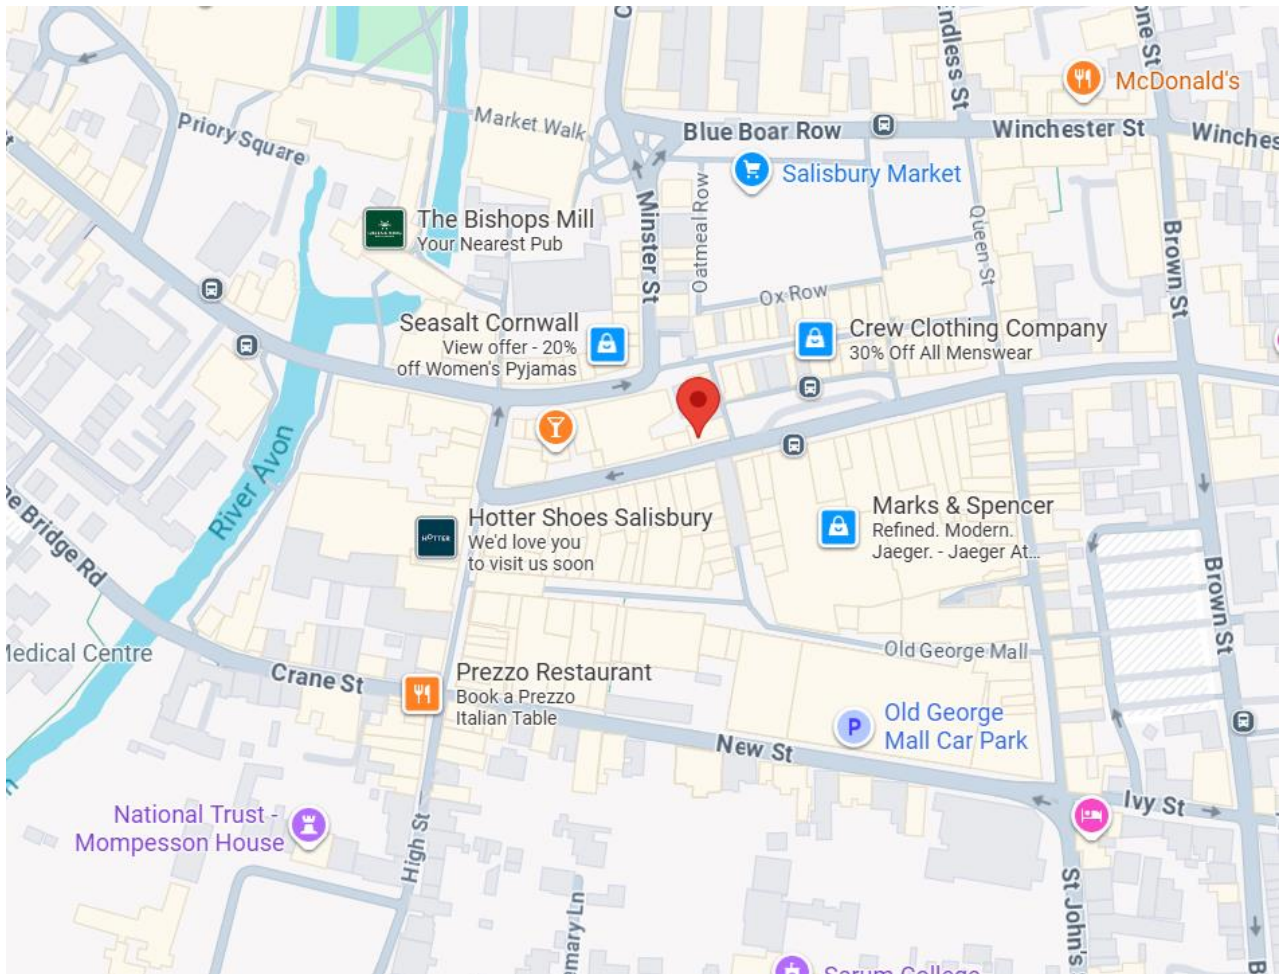 Priory Square
Market Walk
Blue Boar Row
Winchester St
McDonald's
Salisbury Market
The Bishops Mill
Your Nearest Pub
Minster St
Oatmeal Row
Queen St
Brown St
Ox Row
Seasalt Cornwall
View offer - 20%
off Women's Pyjamas
Crew Clothing Company
30% Off All Menswear
River Avon
Hotter Shoes Salisbury
We'd love you
to visit us soon
HOTTER
Marks & Spencer
Refined. Modern.
Jaeger. - Jaeger At...
Brown St
Bridge Rd
Medical Centre
Crane St
Prezzo Restaurant
Book a Prezzo
Italian Table
Old George Mall
P
Old George
Mall Car Park
New St
Ivy St
National Trust -
Mompesson House
High St
St John's